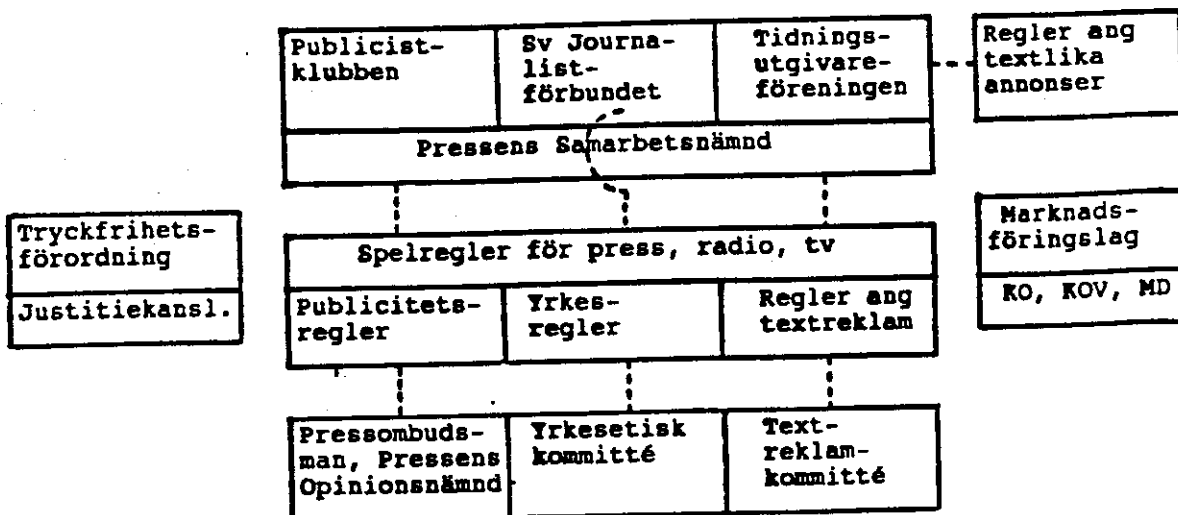 Publicist-
klubben
Sv Journa-
list-
förbundet
Tidnings-
utgivare-
föreningen
Regler ang
textlika
annonser
Pressens Samarbetsnämnd
Tryckfrihets-
förordning
Justitiekansl.
Spelregler för press, radio, tv
Publicitets-
regler
Yrkes-
regler
Regler ang
textreklam
Marknads-
föringslag
KO, KOV, MD
Pressombuds-
man, Pressens
Opinionsnämnd
Yrkesetisk
kommitté
Text-
reklam-
kommitté